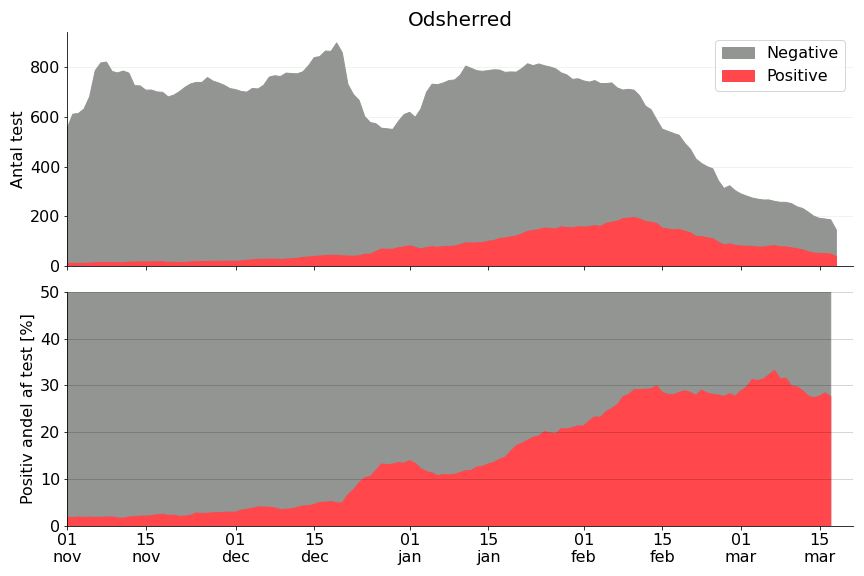 Odsherred
Antal test
800
600
400
200
0
Negative
Positive
Positiv andel af test [%]
50
40
30
20
10
0
01 15 01 15 01 15 01 15 01 15
nov nov dec dec jan jan feb feb mar mar